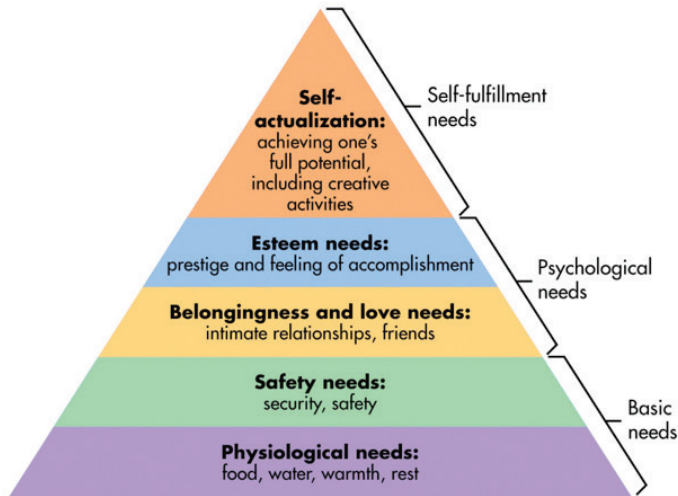 Self-
actualization:
achieving one's
full potential,
including creative
activities
Self-fulfillment
needs
Esteem needs:
prestige and feeling of accomplishment
Psychological
needs
Belongingness and love needs:
intimate relationships, friends
Safety needs:
security, safety
Basic
needs
Physiological needs:
food, water, warmth, rest